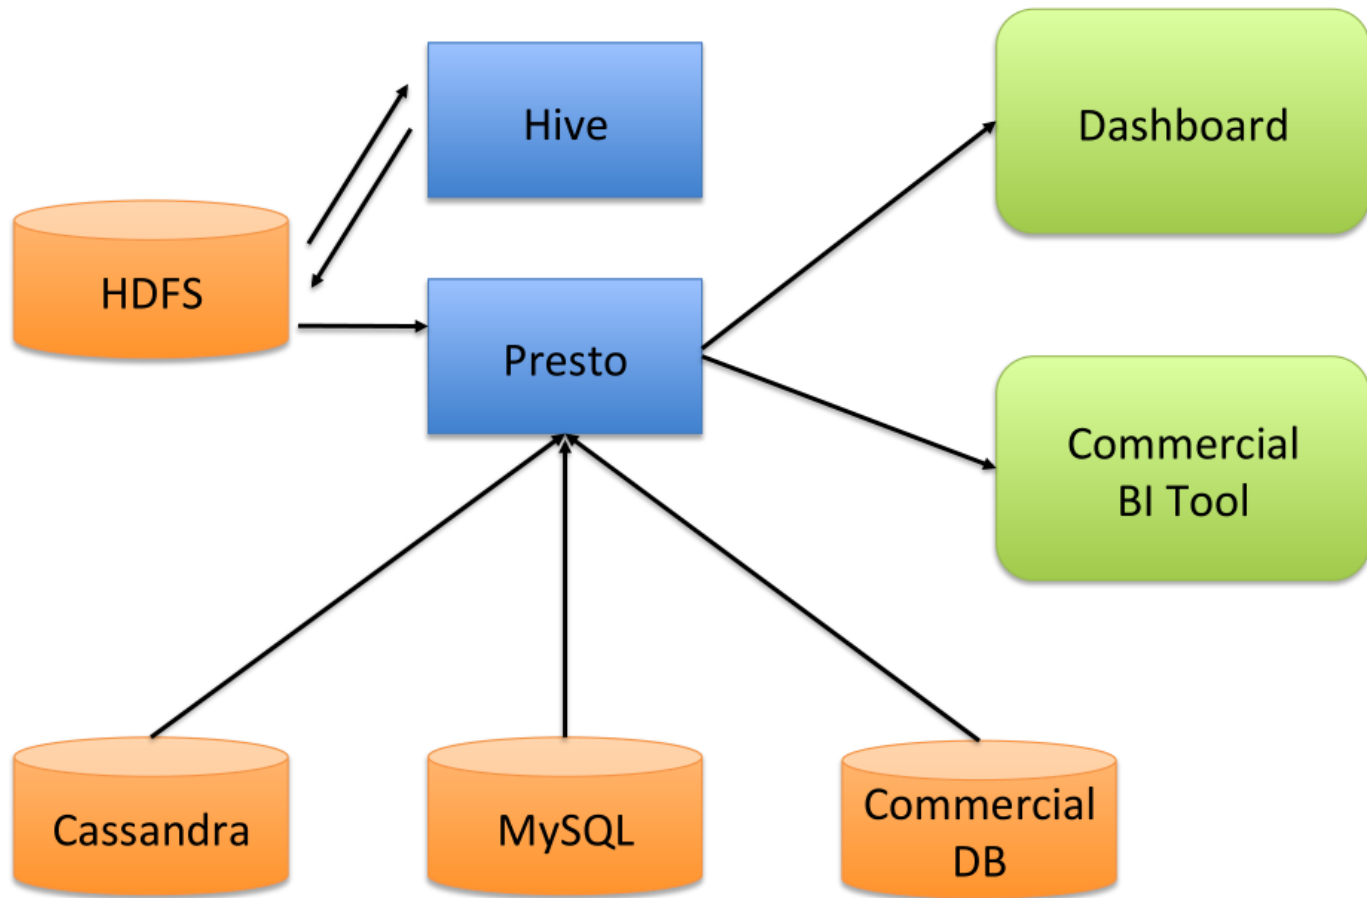 Hive
Dashboard
HDFS
Presto
Commercial
BI Tool
Cassandra
MySQL
Commercial
DB